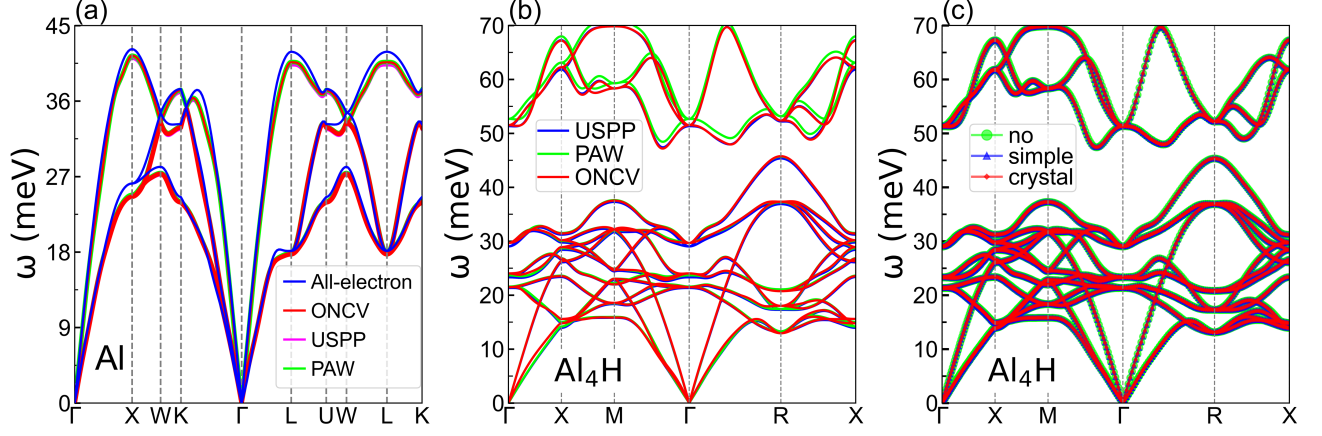 (a)
45
36
27
18
9
0
ω (meV)
All-electron
ONCV
USPP
PAW
Al
Γ X W K Γ L U W L K
(b)
70
60
50
40
30
20
10
0
ω (meV)
USPP
PAW
ONCV
Al₄H
Γ X M Γ R X
(c)
70
60
50
40
30
20
10
0
ω (meV)
no
simple
crystal
Al₄H
Γ X M Γ R X